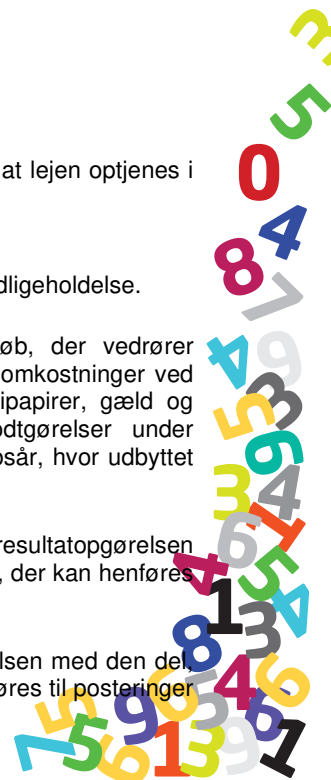 at lejen optjenes i
dligeholdelse.
øb, der vedrører
omkostninger ved
ipapirer, gæld og
odtgørelser under
osår, hvor udbyttet
resultatopgørelsen
, der kan henføres
lsen med den del,
øres til posteringer